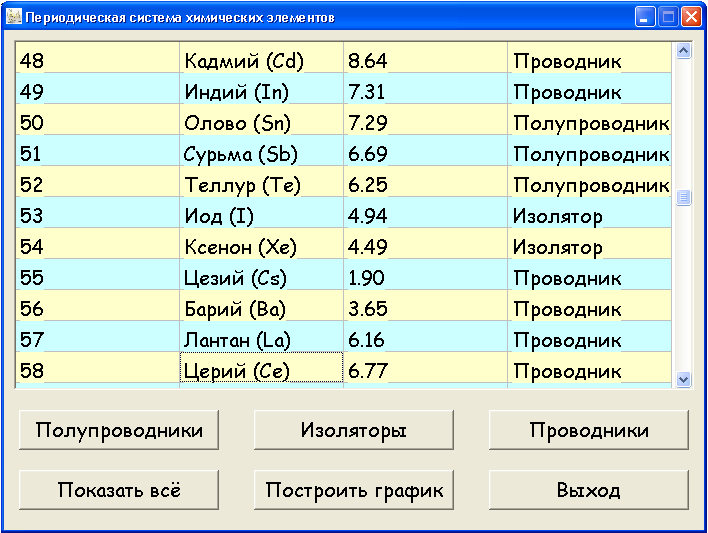 Периодическая система химических элементов
48 Кадмий (Cd) 8.64 Проводник
49 Индий (In) 7.31 Проводник
50 Олово (Sn) 7.29 Полупроводник
51 Сурьма (Sb) 6.69 Полупроводник
52 Теллур (Te) 6.25 Полупроводник
53 Иод (I) 4.94 Изолятор
54 Ксенон (Xe) 4.49 Изолятор
55 Цезий (Cs) 1.90 Проводник
56 Барий (Ba) 3.65 Проводник
57 Лантан (La) 6.16 Проводник
58 Церий (Ce) 6.77 Проводник
Полупроводники Изоляторы Проводники
Показать всё Построить график Выход